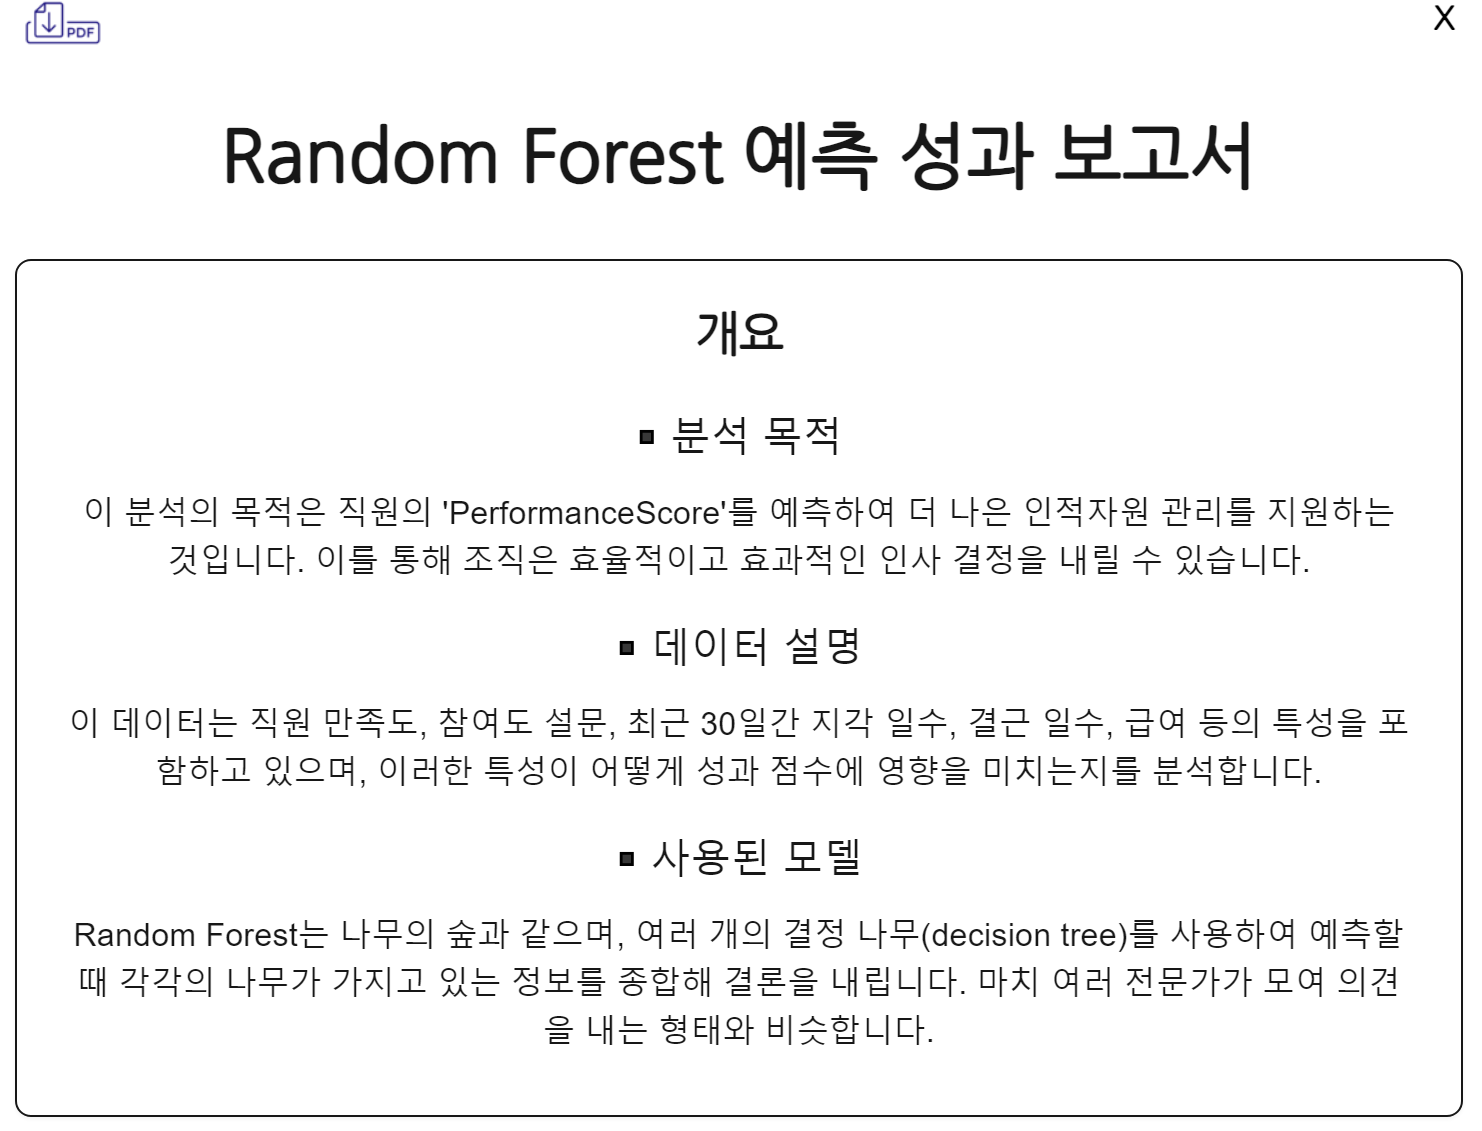 PDF
X
Random Forest 예측 성과 보고서
개요
▪ 분석 목적
이 분석의 목적은 직원의 'PerformanceScore'를 예측하여 더 나은 인적자원 관리를 지원하는
것입니다. 이를 통해 조직은 효율적이고 효과적인 인사 결정을 내릴 수 있습니다.
▪ 데이터 설명
이 데이터는 직원 만족도, 참여도 설문, 최근 30일간 지각 일수, 결근 일수, 급여 등의 특성을 포
함하고 있으며, 이러한 특성이 어떻게 성과 점수에 영향을 미치는지를 분석합니다.
▪ 사용된 모델
Random Forest는 나무의 숲과 같으며, 여러 개의 결정 나무(decision tree)를 사용하여 예측할
때 각각의 나무가 가지고 있는 정보를 종합해 결론을 내립니다. 마치 여러 전문가가 모여 의견
을 내는 형태와 비슷합니다.